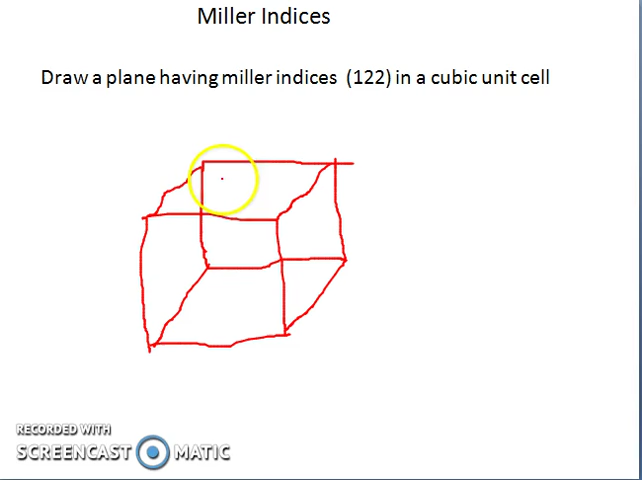 Miller Indices
Draw a plane having miller indices (122) in a cubic unit cell
RECORDED WITH
SCREENCAST MATIC